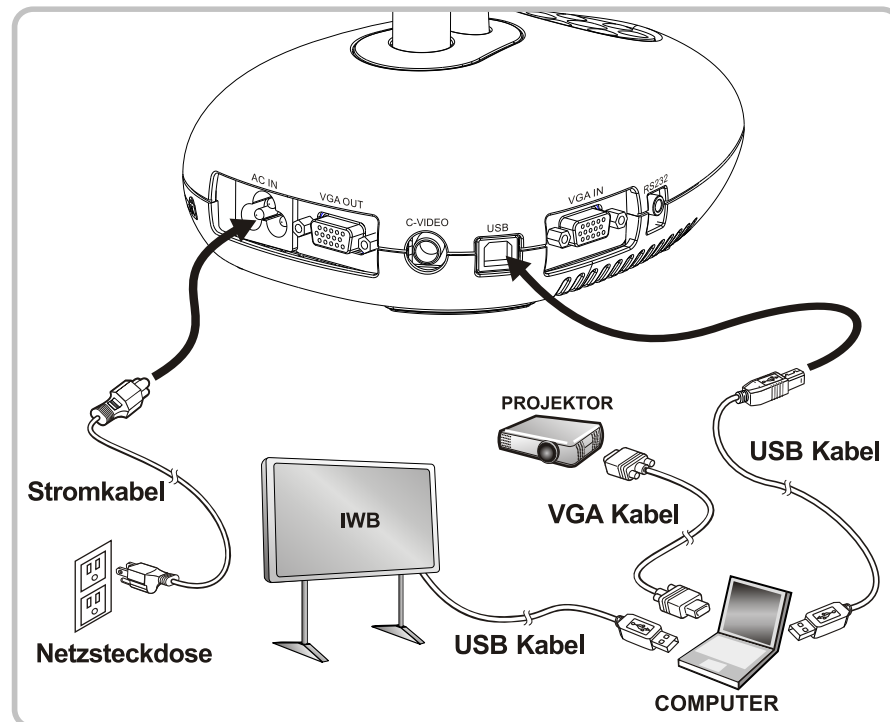 AC IN
VGA OUT
C-VIDEO
USB
VGA IN
RS232
PROJEKTOR
USB Kabel
Stromkabel
IWB
VGA Kabel
Netzsteckdose
USB Kabel
COMPUTER